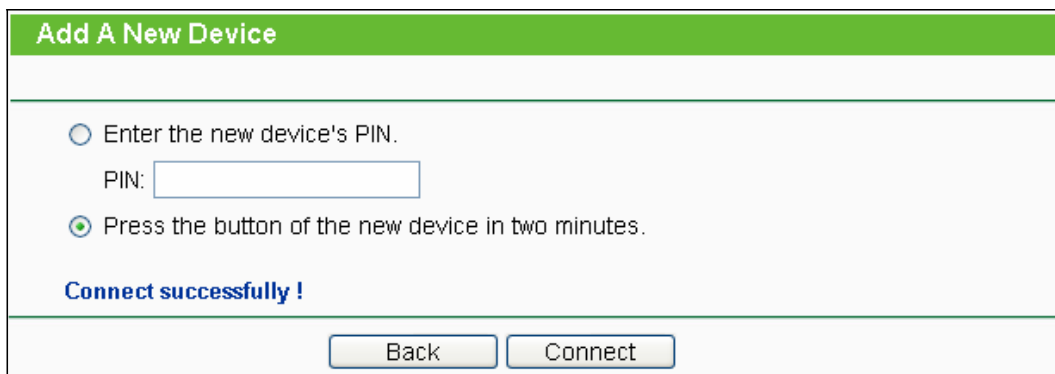 Add A New Device
Enter the new device's PIN.
PIN:
Press the button of the new device in two minutes.
Connect successfully !
Back Connect